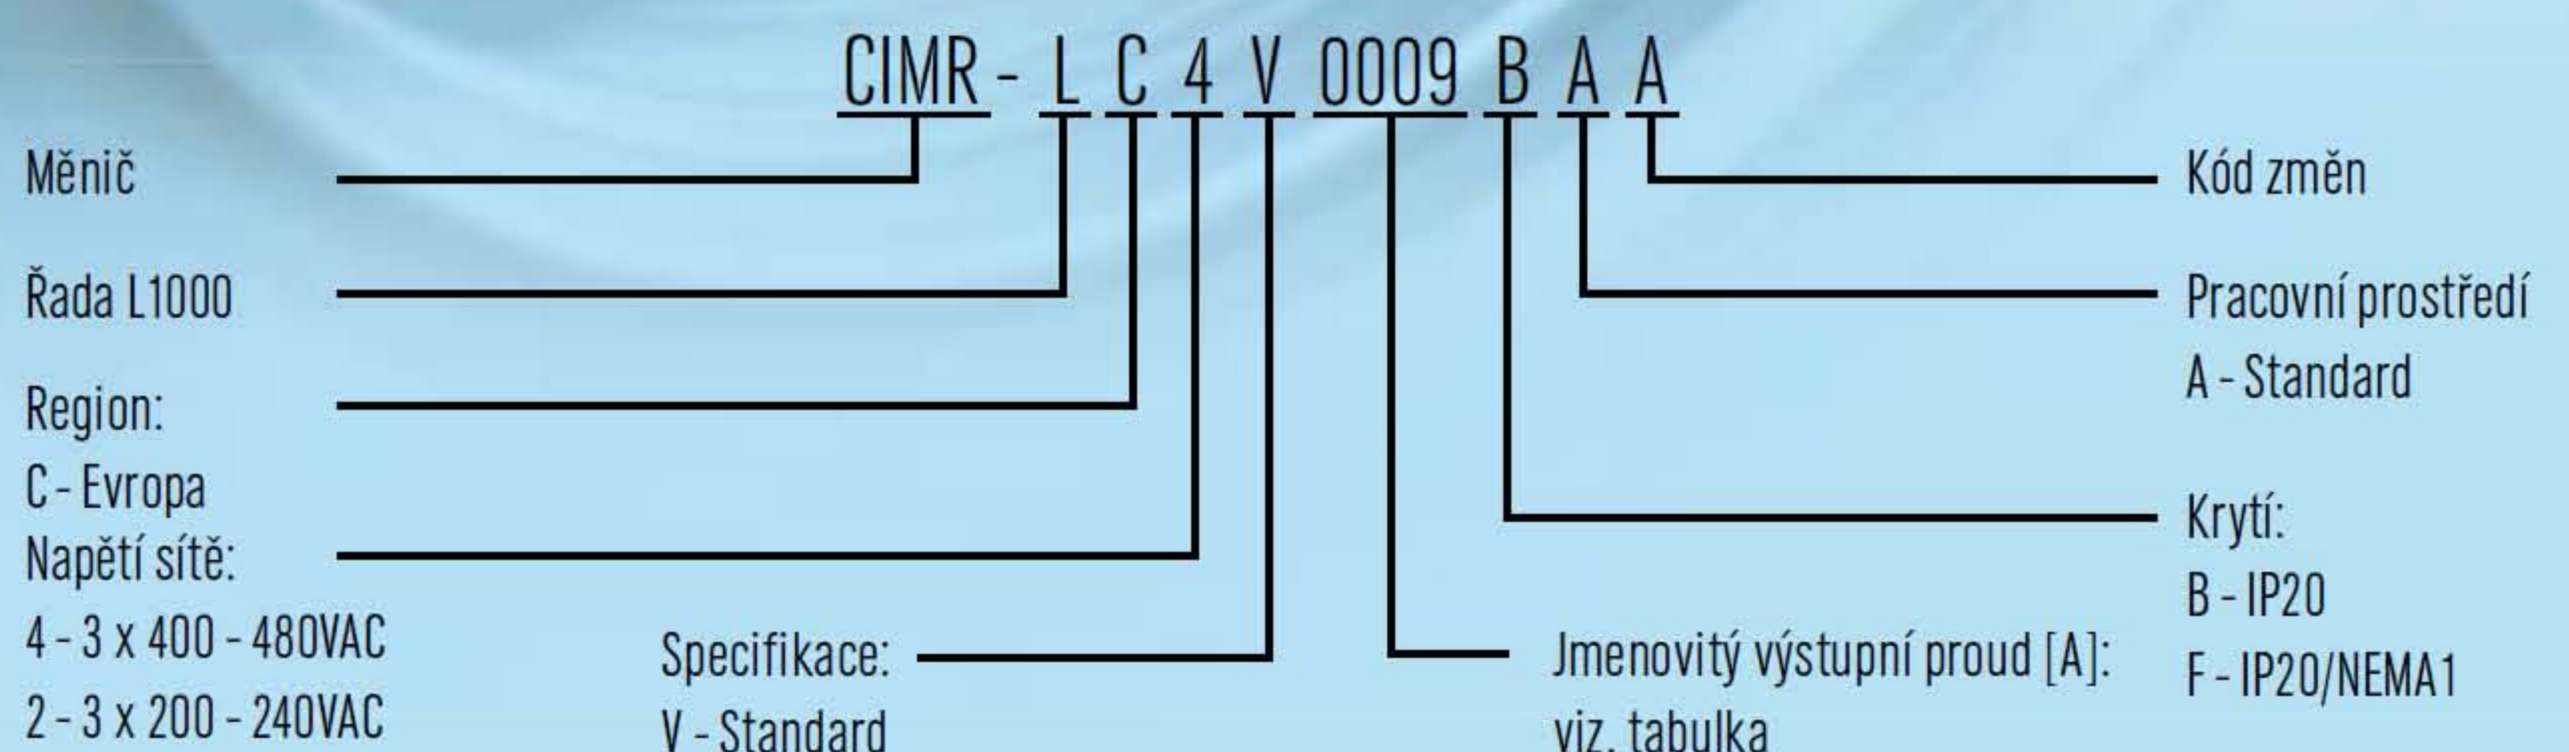 CIMR - L C 4 V 0009 B A A
Měnič
Řada L1000
Region:
C - Evropa
Napětí sítě:
4 - 3 x 400 - 480VAC
2 - 3 x 200 - 240VAC
Specifikace:
V - Standard
Jmenovitý výstupní proud [A]:
viz. tabulka
Kód změn
Pracovní prostředí
A - Standard
Krytí:
B - IP20
F - IP20/NEMA1